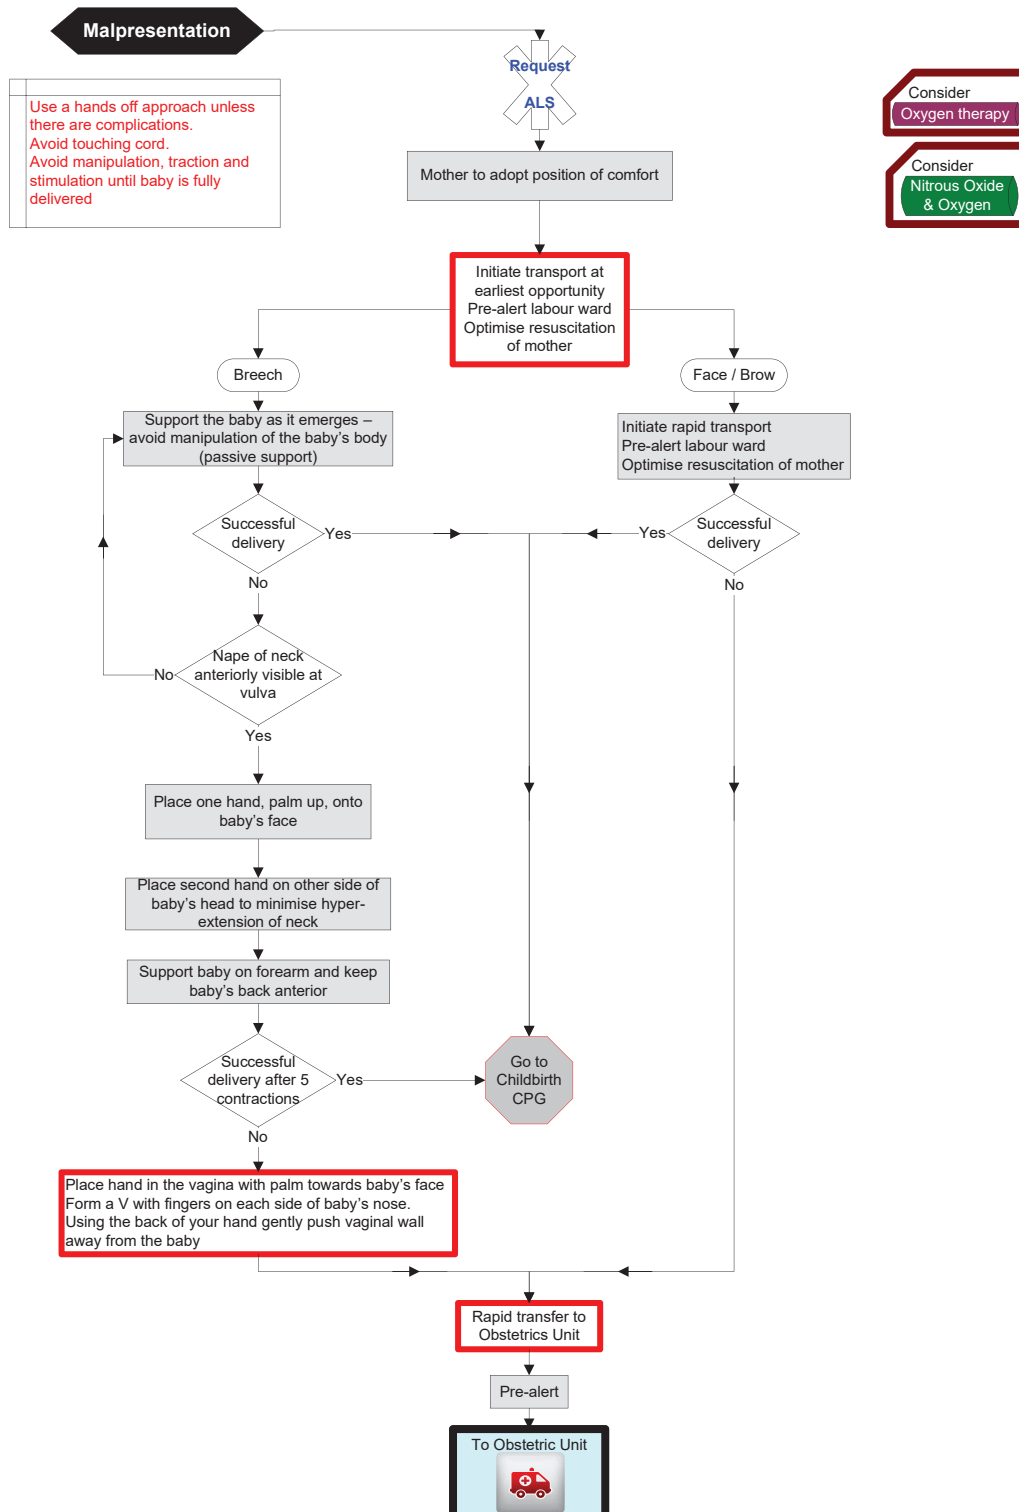 Malpresentation
Request
ALS
Use a hands off approach unless
there are complications.
Avoid touching cord.
Avoid manipulation, traction and
stimulation until baby is fully
delivered
Consider
Oxygen therapy
Consider
Nitrous Oxide
& Oxygen
Mother to adopt position of comfort
Initiate transport at
earliest opportunity
Pre-alert labour ward
Optimise resuscitation
of mother
Breech
Face / Brow
Support the baby as it emerges –
avoid manipulation of the baby's body
(passive support)
Initiate rapid transport
Pre-alert labour ward
Optimise resuscitation of mother
Successful
delivery
Yes
Yes
Successful
delivery
No
No
Nape of neck
anteriorly visible at
vulva
No
Yes
Place one hand, palm up, onto
baby's face
Place second hand on other side of
baby's head to minimise hyper-
extension of neck
Support baby on forearm and keep
baby's back anterior
Successful
delivery after 5
contractions
Yes
Go to
Childbirth
CPG
No
Place hand in the vagina with palm towards baby's face
Form a V with fingers on each side of baby's nose.
Using the back of your hand gently push vaginal wall
away from the baby
Rapid transfer to
Obstetrics Unit
Pre-alert
To Obstetric Unit